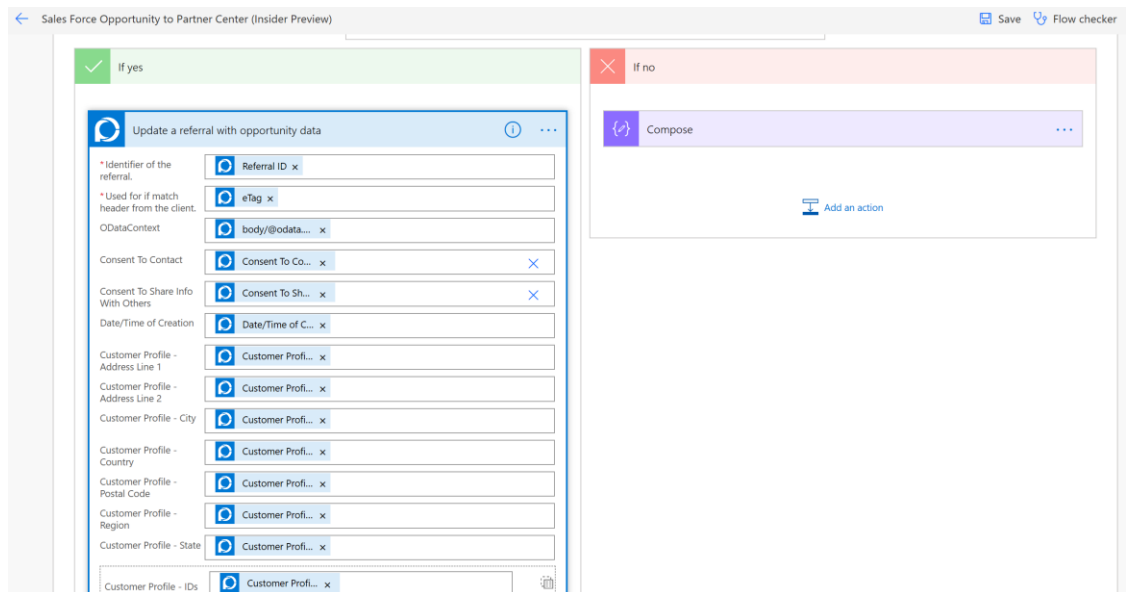 Sales Force Opportunity to Partner Center (Insider Preview)
Save
Flow checker
If yes
If no
Update a referral with opportunity data
Compose
Add an action
*Identifier of the
referral.
Referral ID ×
*Used for if match
header from the client.
eTag ×
ODataContext
body/@odata.... ×
Consent To Contact
Consent To Co... ×
Consent To Share Info
With Others
Consent To Sh... ×
Date/Time of Creation
Date/Time of C... ×
Customer Profile -
Address Line 1
Customer Profi... ×
Customer Profile -
Address Line 2
Customer Profi... ×
Customer Profile - City
Customer Profi... ×
Customer Profile -
Country
Customer Profi... ×
Customer Profile -
Postal Code
Customer Profi... ×
Customer Profile -
Region
Customer Profi... ×
Customer Profile - State
Customer Profi... ×
Customer Profile - IDs
Customer Profi... ×